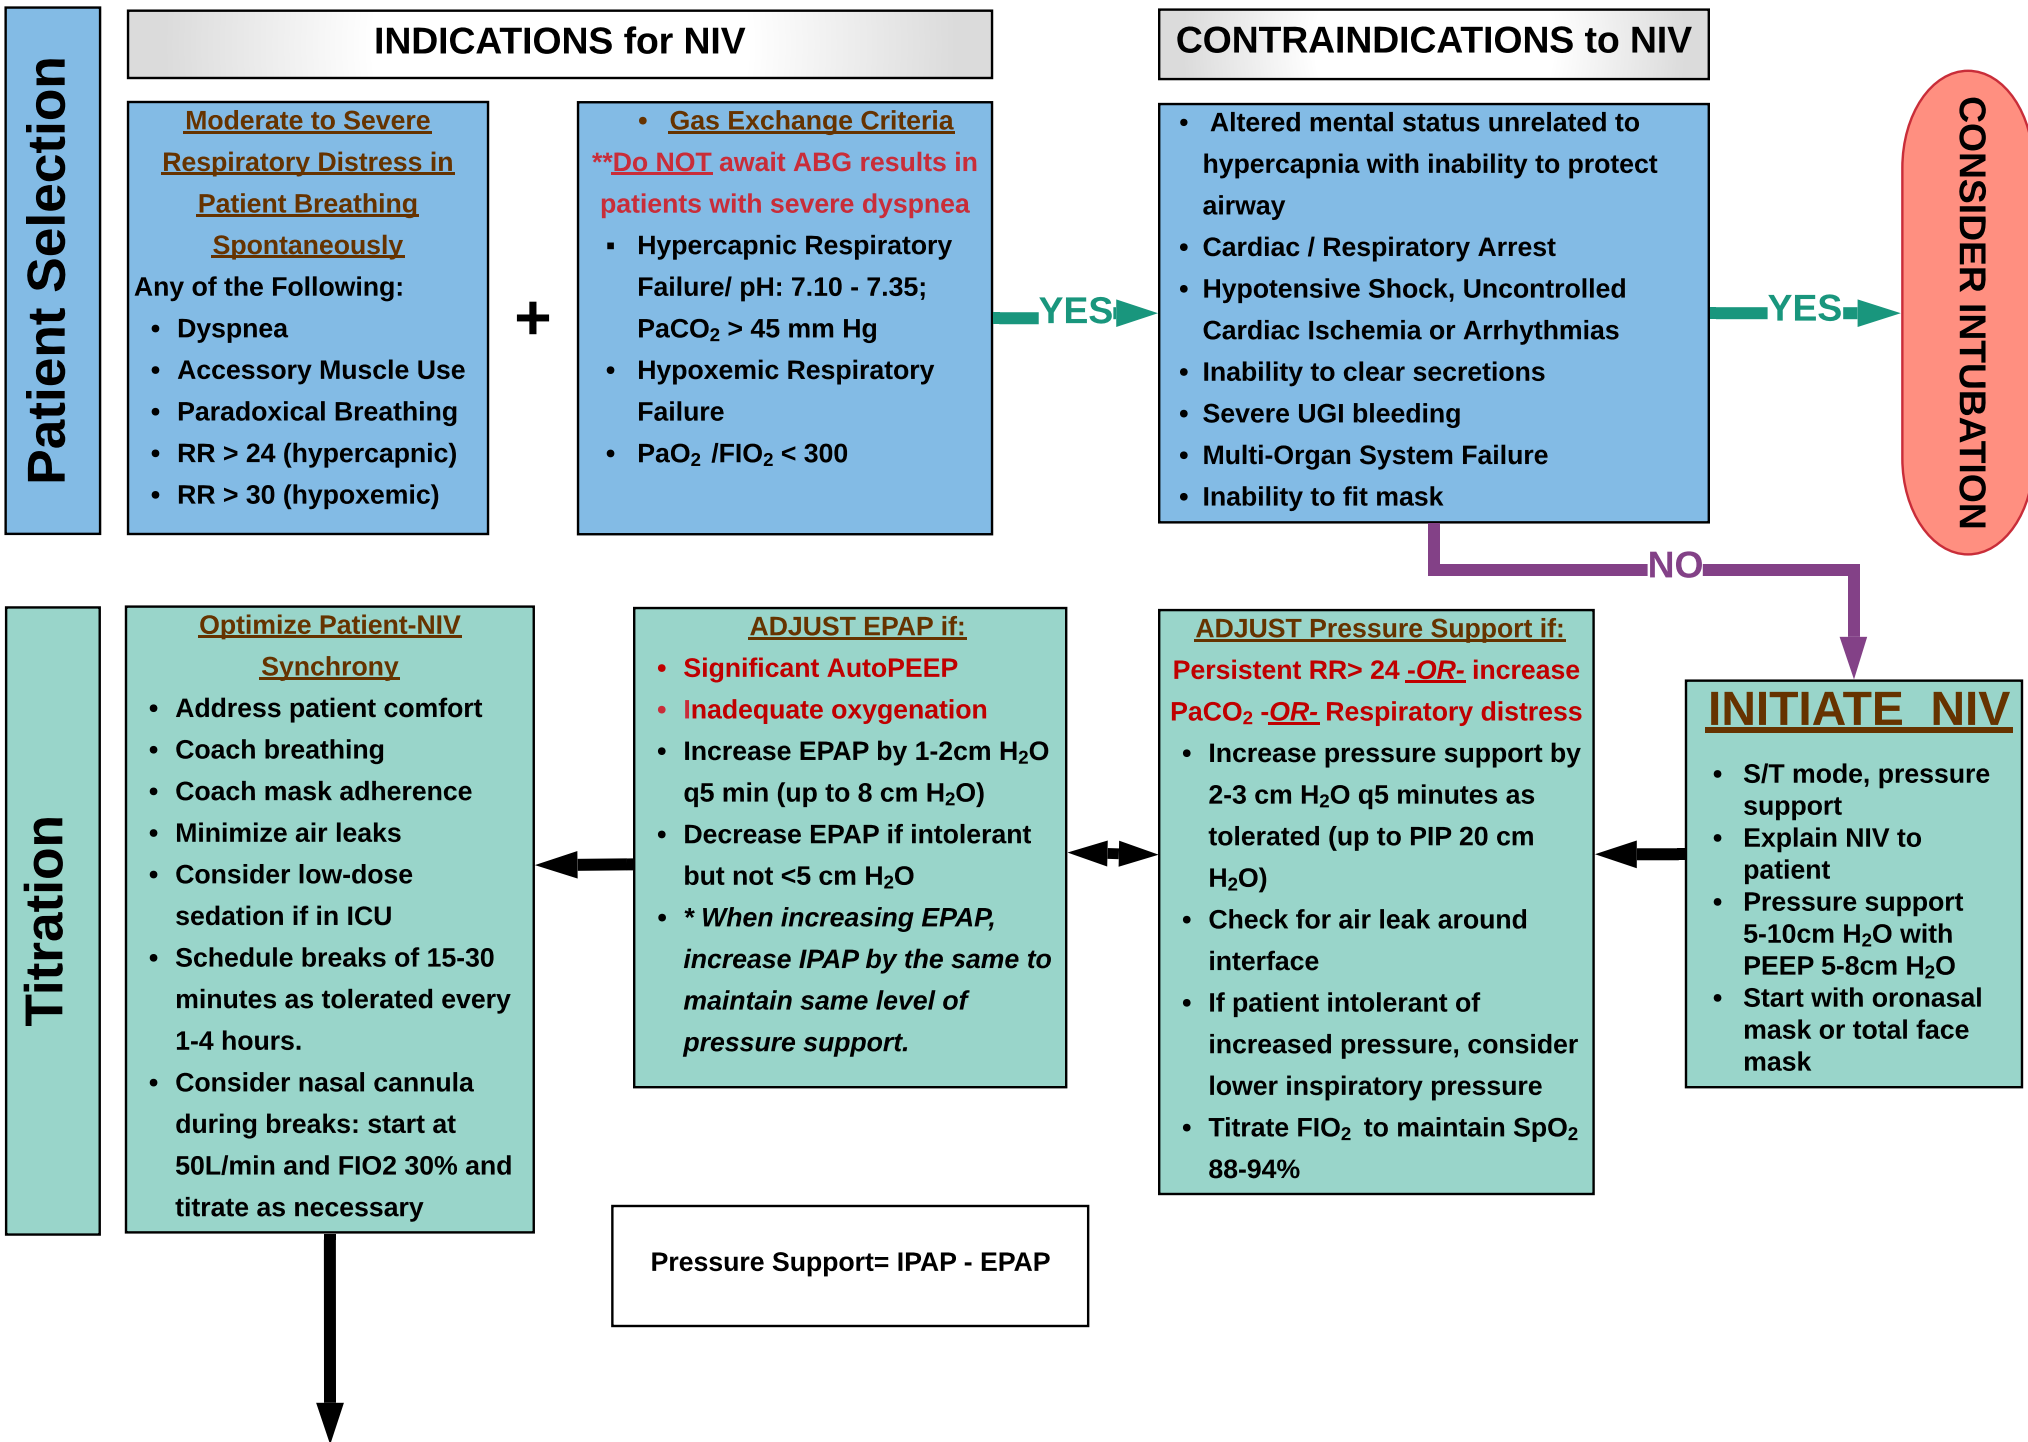 Patient Selection
INDICATIONS for NIV
Moderate to Severe
Respiratory Distress in
Patient Breathing
Spontaneously
Any of the Following:
• Dyspnea
• Accessory Muscle Use
• Paradoxical Breathing
• RR > 24 (hypercapnic)
• RR > 30 (hypoxemic)
+
• Gas Exchange Criteria
**Do NOT await ABG results in
patients with severe dyspnea
▪ Hypercapnic Respiratory
Failure/ pH: 7.10 - 7.35;
PaCO₂ > 45 mm Hg
• Hypoxemic Respiratory
Failure
• PaO₂ /FIO₂ < 300
YES
CONTRAINDICATIONS to NIV
• Altered mental status unrelated to
hypercapnia with inability to protect
airway
• Cardiac / Respiratory Arrest
• Hypotensive Shock, Uncontrolled
Cardiac Ischemia or Arrhythmias
• Inability to clear secretions
• Severe UGI bleeding
• Multi-Organ System Failure
• Inability to fit mask
YES
CONSIDER INTUBATION
NO
Titration
INITIATE NIV
• S/T mode, pressure
support
• Explain NIV to
patient
• Pressure support
5-10cm H₂O with
PEEP 5-8cm H₂O
• Start with oronasal
mask or total face
mask
ADJUST Pressure Support if:
Persistent RR> 24 -OR- increase
PaCO₂ -OR- Respiratory distress
• Increase pressure support by
2-3 cm H₂O q5 minutes as
tolerated (up to PIP 20 cm
H₂O)
• Check for air leak around
interface
• If patient intolerant of
increased pressure, consider
lower inspiratory pressure
• Titrate FIO₂ to maintain SpO₂
88-94%
ADJUST EPAP if:
• Significant AutoPEEP
• Inadequate oxygenation
• Increase EPAP by 1-2cm H₂O
q5 min (up to 8 cm H₂O)
• Decrease EPAP if intolerant
but not <5 cm H₂O
• * When increasing EPAP,
increase IPAP by the same to
maintain same level of
pressure support.
Optimize Patient-NIV
Synchrony
• Address patient comfort
• Coach breathing
• Coach mask adherence
• Minimize air leaks
• Consider low-dose
sedation if in ICU
• Schedule breaks of 15-30
minutes as tolerated every
1-4 hours.
• Consider nasal cannula
during breaks: start at
50L/min and FIO2 30% and
titrate as necessary
Pressure Support= IPAP - EPAP